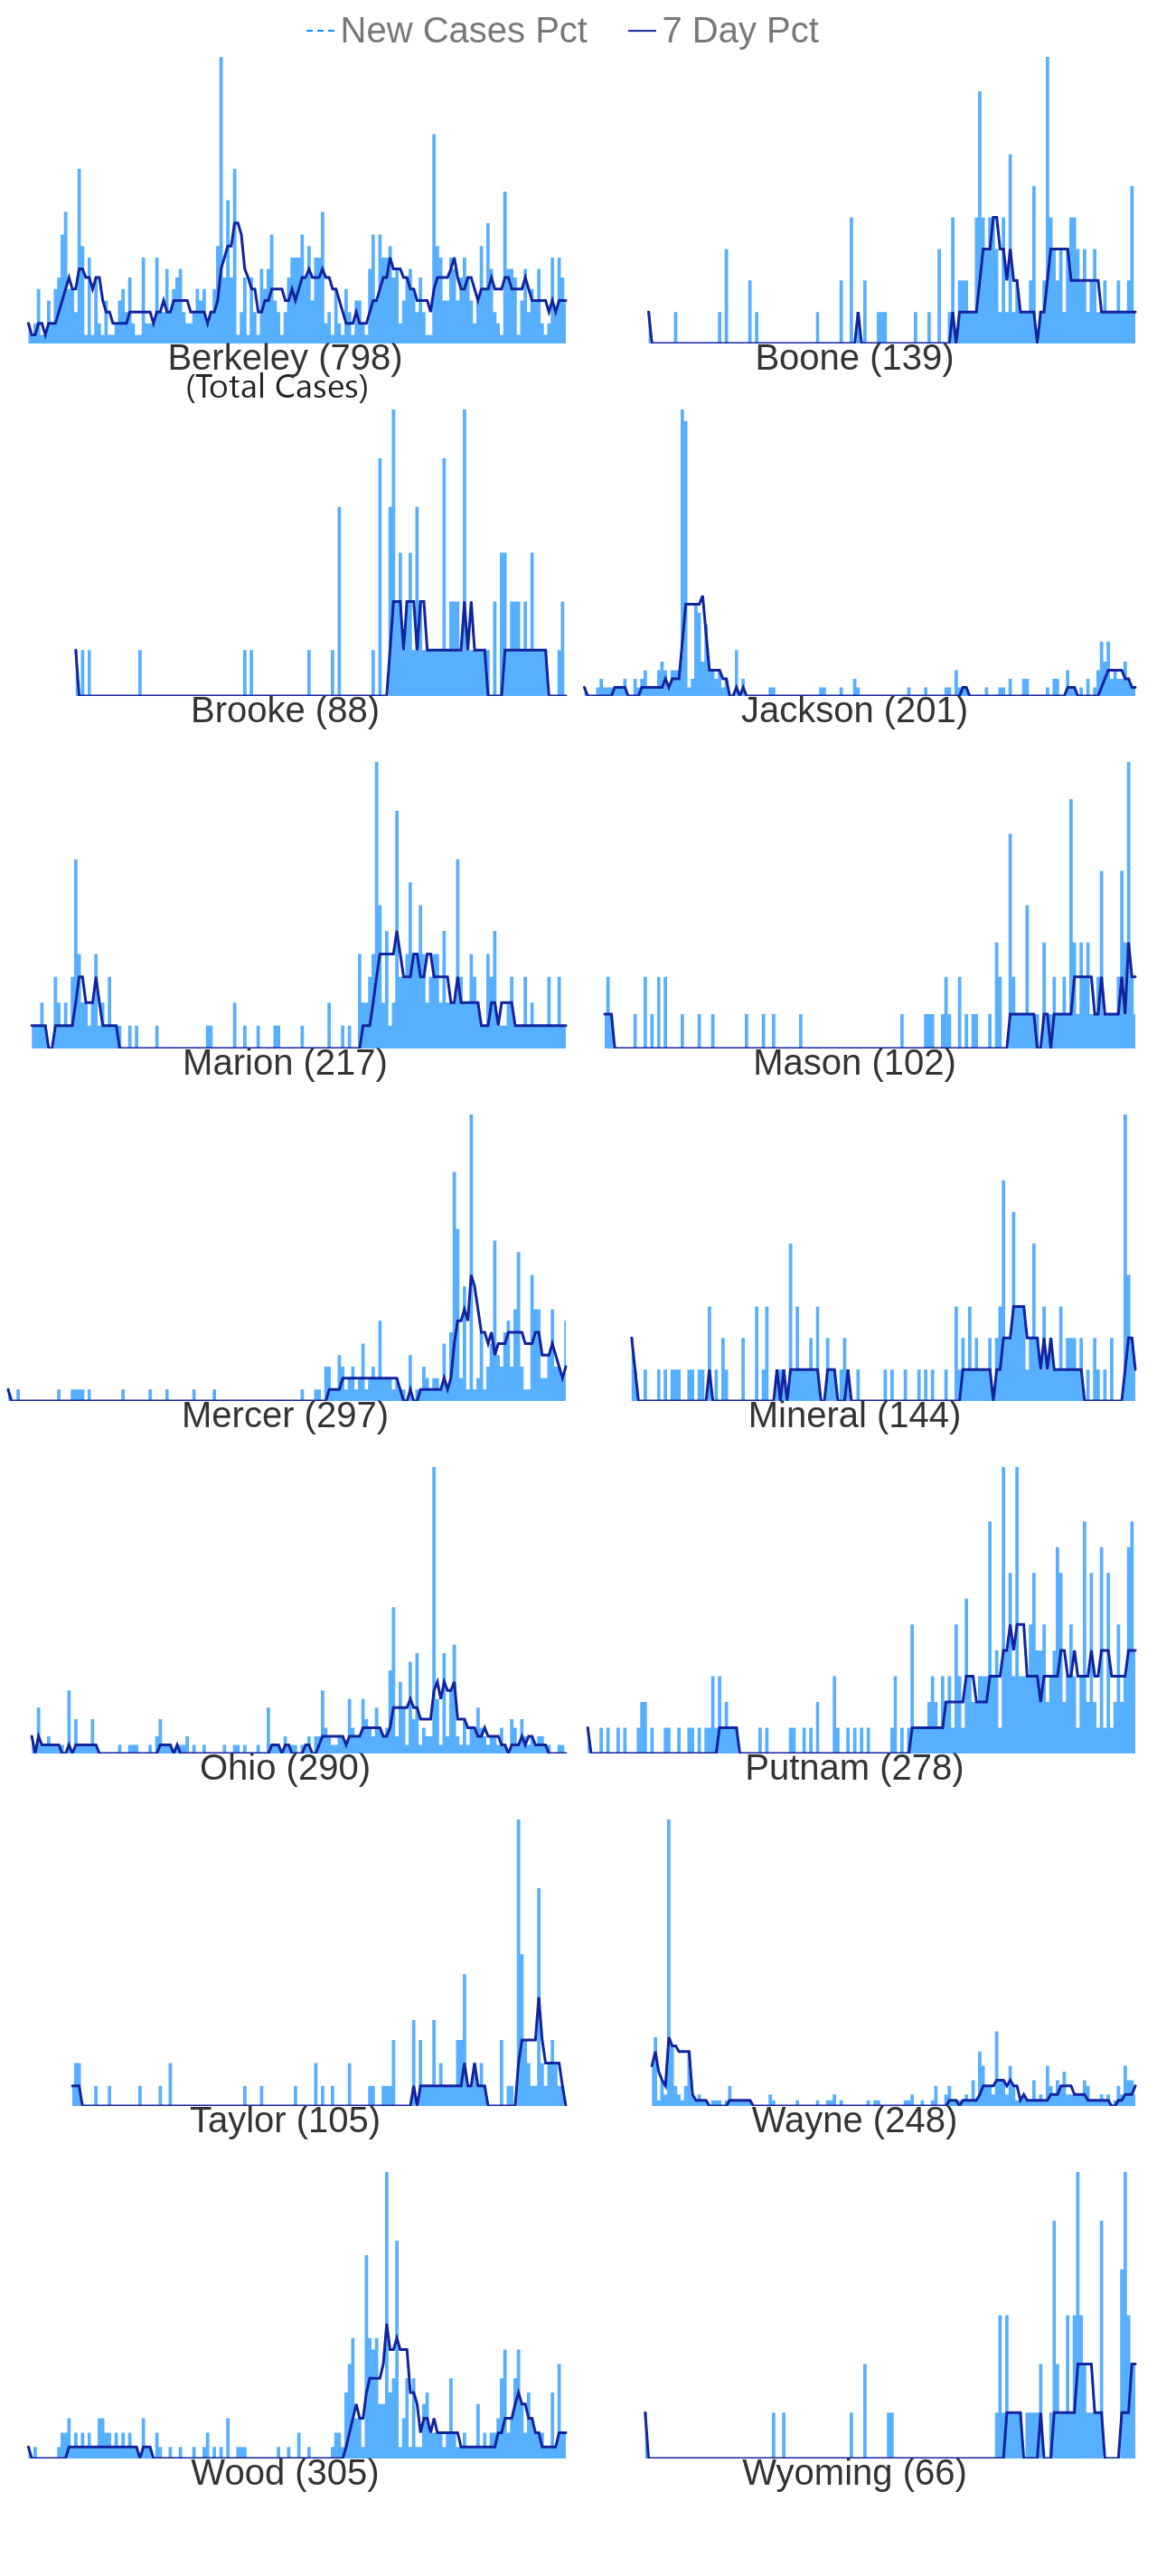 New Cases Pct 7 Day Pct
Berkeley (798) Boone (139)
(Total Cases)
Brooke (88) Jackson (201)
Marion (217) Mason (102)
Mercer (297) Mineral (144)
Ohio (290) Putnam (278)
Taylor (105) Wayne (248)
Wood (305) Wyoming (66)